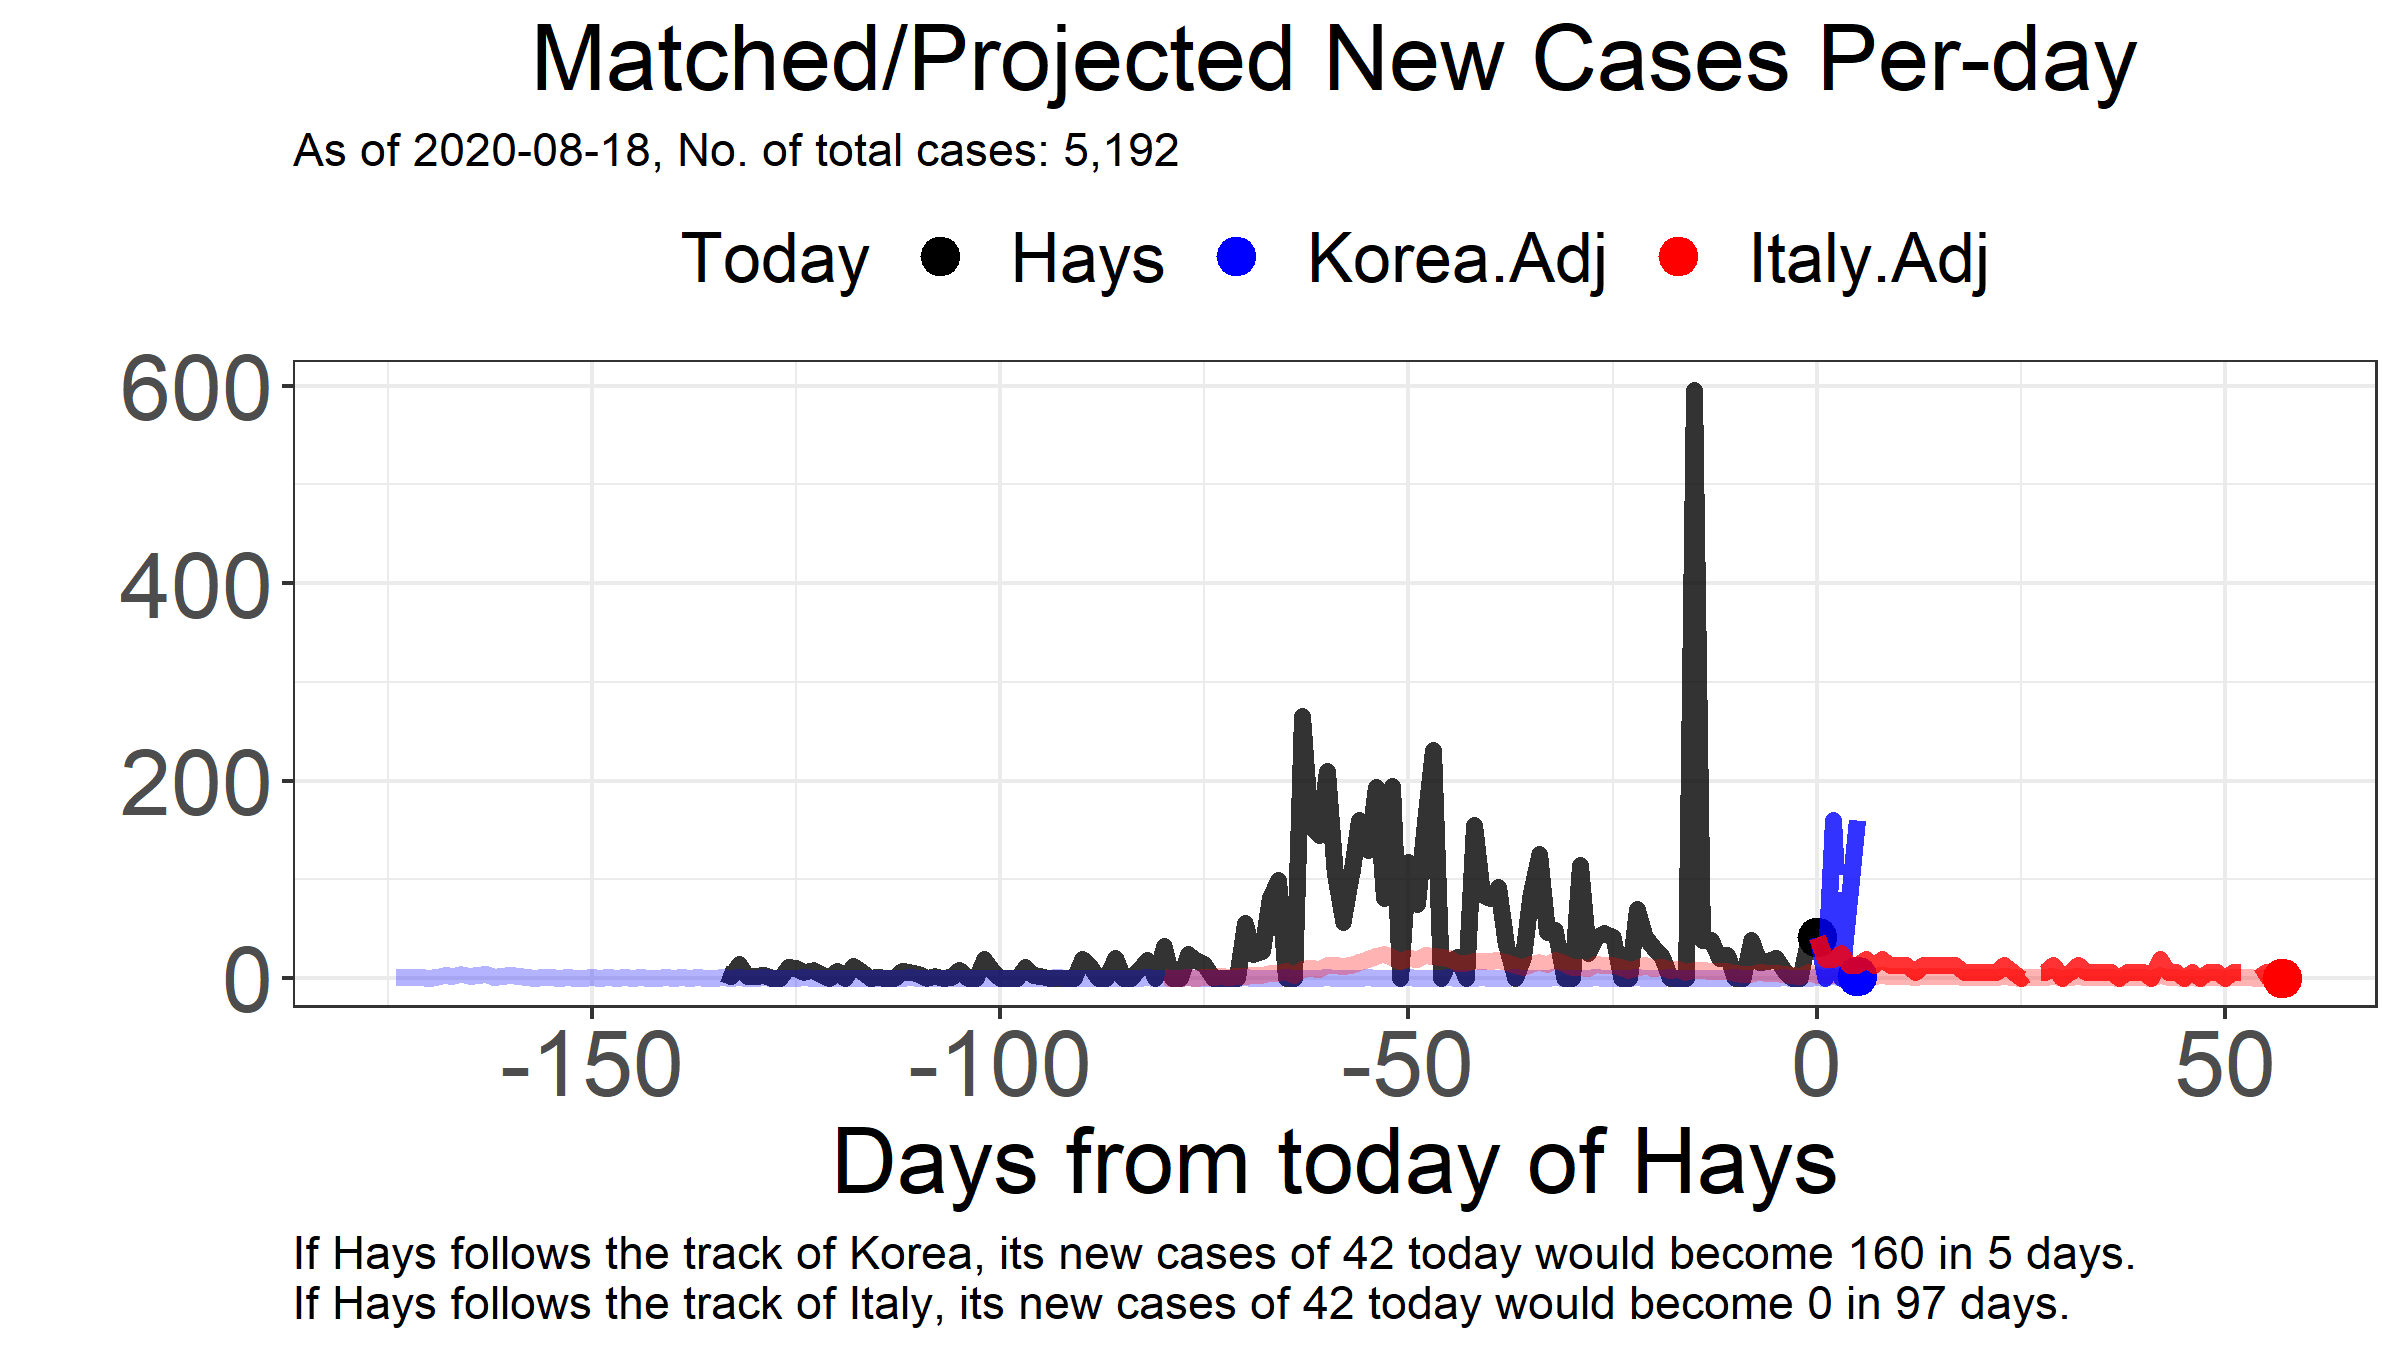 Matched/Projected New Cases Per-day
As of 2020-08-18, No. of total cases: 5,192
Today Hays Korea.Adj Italy.Adj
600
400
200
0
-150 -100 -50 0 50
Days from today of Hays
If Hays follows the track of Korea, its new cases of 42 today would become 160 in 5 days.
If Hays follows the track of Italy, its new cases of 42 today would become 0 in 97 days.